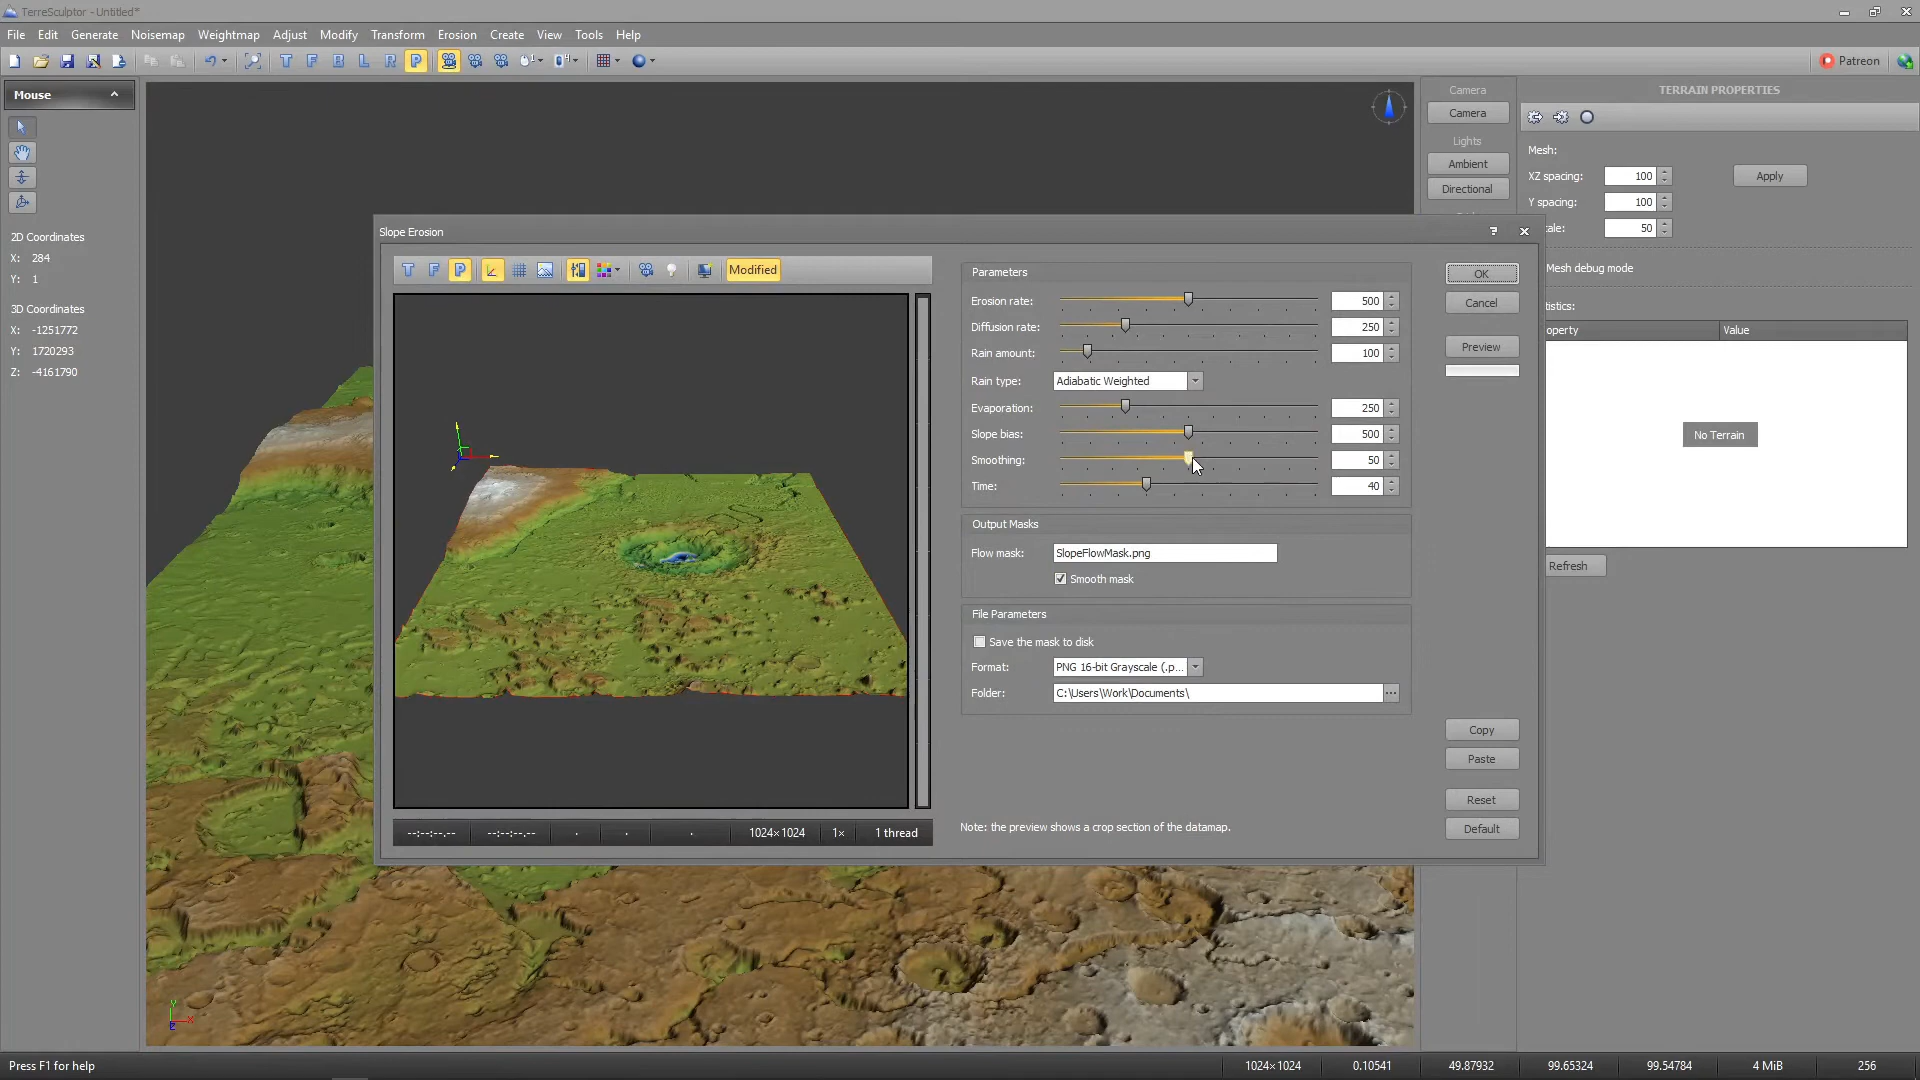 TerreSculptor - Untitled*
File Edit Generate Noisemap Weightmap Adjust Modify Transform Erosion Create View Tools Help
T F B L R P Patreon
Mouse
2D Coordinates
X: 284
Y: 1
3D Coordinates
X: -1251772
Y: 1720293
Z: -4161790
Camera
Camera
Lights
Ambient
Directional
TERRAIN PROPERTIES
Mesh:
XZ spacing: 100 Apply
Y spacing: 100
ale: 50
Mesh debug mode
tistics:
operty Value
No Terrain
Refresh
Slope Erosion
T F P Modified
Parameters
Erosion rate: 500
Diffusion rate: 250
Rain amount: 100
Rain type: Adiabatic Weighted
Evaporation: 250
Slope bias: 500
Smoothing: 50
Time: 40
Output Masks
Flow mask: SlopeFlowMask.png
Smooth mask
File Parameters
Save the mask to disk
Format: PNG 16-bit Grayscale (.p...
Folder: C:\Users\Work\Documents\ ...
Note: the preview shows a crop section of the datamap.
OK
Cancel
Preview
Copy
Paste
Reset
Default
--:--:--.-- --:--:--.-- . . . 1024×1024 1× 1 thread
Y
X
Z
Press F1 for help 1024×1024 0.10541 49.87932 99.65324 99.54784 4 MiB 256